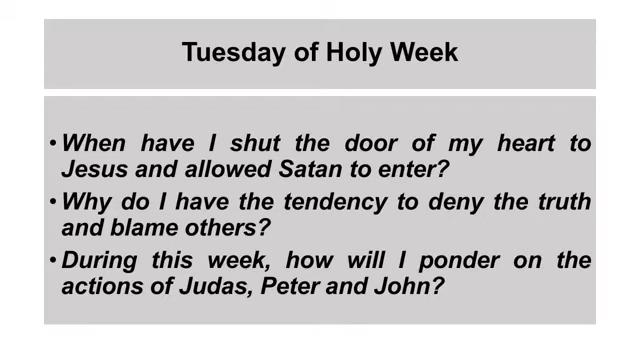 Tuesday of Holy Week
• When have I shut the door of my heart to
Jesus and allowed Satan to enter?
• Why do I have the tendency to deny the truth
and blame others?
• During this week, how will I ponder on the
actions of Judas, Peter and John?